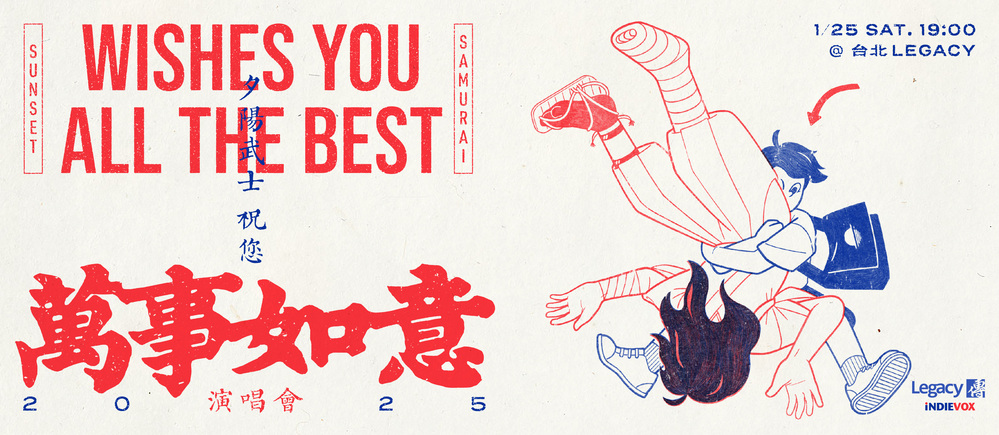 SUNSET
WISHES YOU
ALL THE BEST
SAMURAI
夕陽武士 祝您
萬事如意
2 0 演唱會 2 5
1/25 SAT. 19:00
@ 台北 LEGACY
Legacy 傳
iNDIEVOX